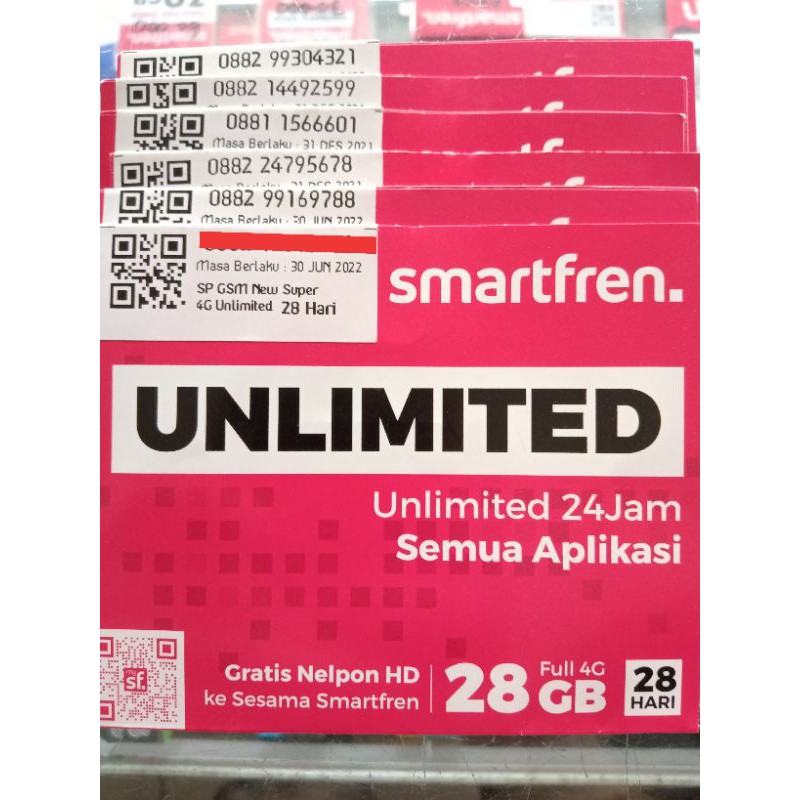 smartfren.
0882 99304321
0882 14492599
0881 1566601
Masa Berlaku : 31 DES 2021
0882 24795678
0882 99169788
Masa Berlaku : 30 JUN 2022
Masa Berlaku : 30 JUN 2022
SP GSM New Super
4G Unlimited 28 Hari
smartfren.
UNLIMITED
Unlimited 24Jam
Semua Aplikasi
my
sf.
Gratis Nelpon HD
ke Sesama Smartfren
28 GB
Full 4G
28
HARI